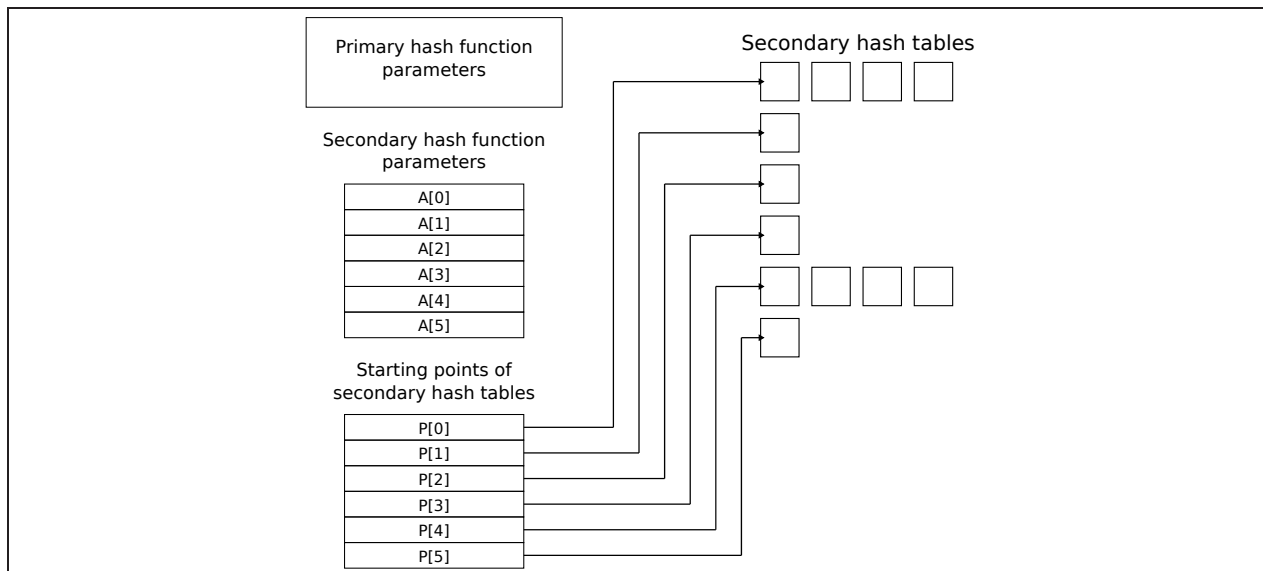 Primary hash function
parameters
Secondary hash tables
Secondary hash function
parameters
A[0]
A[1]
A[2]
A[3]
A[4]
A[5]
Starting points of
secondary hash tables
P[0]
P[1]
P[2]
P[3]
P[4]
P[5]